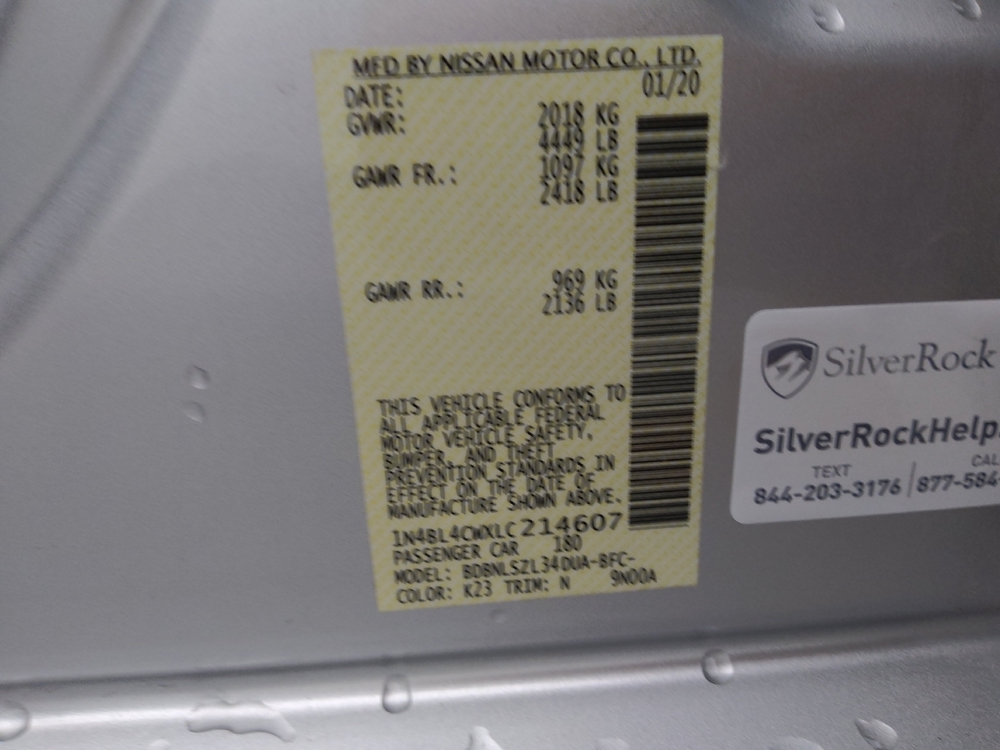 MFD BY NISSAN MOTOR CO., LTD.
DATE: 01/20
GVWR: 2018 KG
4449 LB
GAWR FR.: 1097 KG
2418 LB
GAWR RR.: 969 KG
2136 LB
THIS VEHICLE CONFORMS TO
ALL APPLICABLE FEDERAL
MOTOR VEHICLE SAFETY,
BUMPER, AND THEFT
PREVENTION STANDARDS IN
EFFECT ON THE DATE OF
MANUFACTURE SHOWN ABOVE.
1N4BL4CWXLC214607
PASSENGER CAR 180
MODEL: BDBNLSZL34DUA-BFC-
COLOR: K23 TRIM: N 9N00A
SilverRock
SilverRockHelp.
TEXT CAL
844-203-3176 | 877-584-